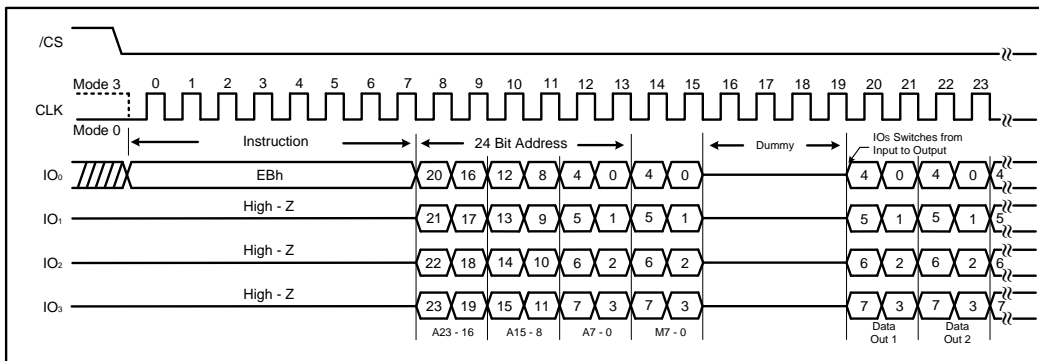 /CS
Mode 3 0 1 2 3 4 5 6 7 8 9 10 11 12 13 14 15 16 17 18 19 20 21 22 23
CLK
Mode 0
Instruction 24 Bit Address Dummy IOs Switches from
Input to Output
IO0 EBh 20 16 12 8 4 0 4 0 4 0 4 0 4
IO1 High - Z 21 17 13 9 5 1 5 1 5 1 5 1 5
IO2 High - Z 22 18 14 10 6 2 6 2 6 2 6 2 6
IO3 High - Z 23 19 15 11 7 3 7 3 7 3 7 3 7
A23 - 16 A15 - 8 A7 - 0 M7 - 0 Data Out 1 Data Out 2